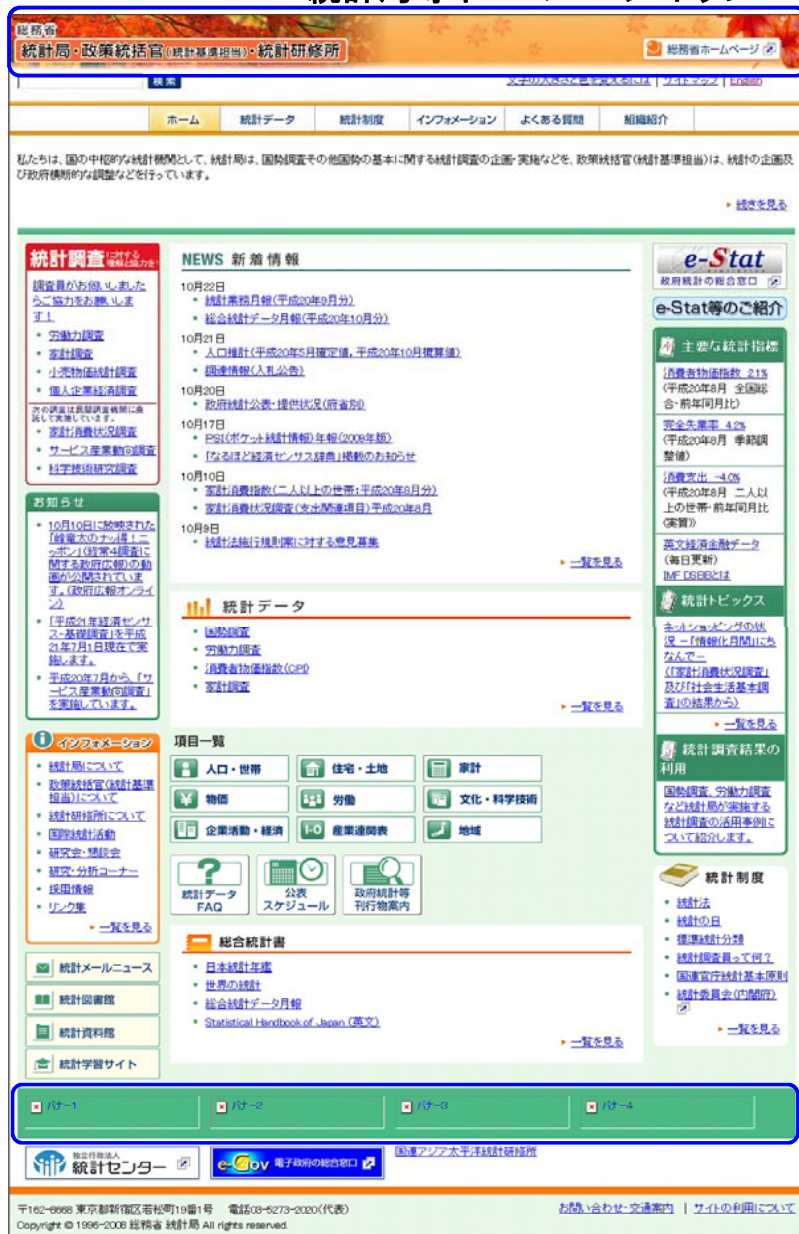 総務省
統計局・政策統括官(統計基準担当)・統計研修所
総務省ホームページ
検索
文字の大きさと色を変えるには | サイトマップ | English
ホーム 統計データ 統計制度 インフォメーション よくある質問 組織紹介
私たちは、国の中枢的な統計機関として、統計局は、国勢調査その他国勢の基本に関する統計調査の企画・実施などを、政策統括官(統計基準担当)は、統計の企画及
び政府横断的な調整などを行っています。
続きを見る
統計調査に対する理解と協力を
調査員がお伺いしました
らご協力をお願いしま
す!
労働力調査
家計調査
小売物価統計調査
個人企業経済調査
次の調査は民間調査機関に委
託して実施しています。
家計消費状況調査
サービス産業動向調査
科学技術研究調査
お知らせ
10月10日に放映された
「峰竜太のナッ得!ニ
ッポン」(経常4調査に
関する政府広報)の動
画が公開されていま
す。(政府広報オンライ
ン)
「平成21年経済センサ
ス-基礎調査」を平成
21年7月1日現在で実
施します。
平成20年7月から、「サ
ービス産業動向調査」
を実施しています。
インフォメーション
統計局について
政策統括官(統計基準
担当)について
統計研修所について
国際統計活動
研究会・懇談会
研究・分析コーナー
採用情報
リンク集
一覧を見る
統計メールニュース
統計図書館
統計資料館
統計学習サイト
NEWS 新着情報
10月22日
統計業務月報(平成20年9月分)
総合統計データ月報(平成20年10月分)
10月21日
人口推計(平成20年5月確定値，平成20年10月概算値)
調達情報(入札公告)
10月20日
政府統計公表・提供状況(府省別)
10月17日
PSI(ポケット統計情報)年報(2008年版)
「なるほど経済センサス辞典」掲載のお知らせ
10月10日
家計消費指数(二人以上の世帯:平成20年8月分)
家計消費状況調査(支出関連項目)平成20年8月
10月9日
統計法施行規則案に対する意見募集
一覧を見る
統計データ
国勢調査
労働力調査
消費者物価指数(CPI)
家計調査
一覧を見る
項目一覧
人口・世帯 住宅・土地 家計
物価 労働 文化・科学技術
企業活動・経済 産業連関表 地域
統計データ
FAQ
公表
スケジュール
政府統計等
刊行物案内
総合統計書
日本統計年鑑
世界の統計
総合統計データ月報
Statistical Handbook of Japan (英文)
一覧を見る
e-Stat
政府統計の総合窓口
e-Stat等のご紹介
主要な統計指標
消費者物価指数 2.1%
(平成20年8月 全国総
合・前年同月比)
完全失業率 4.2%
(平成20年8月 季節調
整値)
消費支出 -4.0%
(平成20年8月 二人以
上の世帯・前年同月比
(実質))
英文経済金融データ
(毎日更新)
IMF DSBBとは
統計トピックス
ネットショッピングの状
況 -「情報化月間」にち
なんで-
(「家計消費状況調査」
及び「社会生活基本調
査」の結果から)
一覧を見る
統計調査結果の
利用
国勢調査、労働力調査
など統計局が実施する
統計調査の活用事例に
ついて紹介します。
統計制度
統計法
統計の日
標準統計分類
統計調査員って何?
国連官庁統計基本原則
統計委員会(内閣府)
一覧を見る
バナー1 バナー2 バナー3 バナー4
独立行政法人
統計センター
e-Gov 電子政府の総合窓口
国連アジア太平洋統計研修所
〒162-8668 東京都新宿区若松町19番1号 電話03-5273-2020(代表)
お問い合わせ・交通案内 | サイトの利用について
Copyright © 1996-2008 総務省 統計局 All rights reserved.